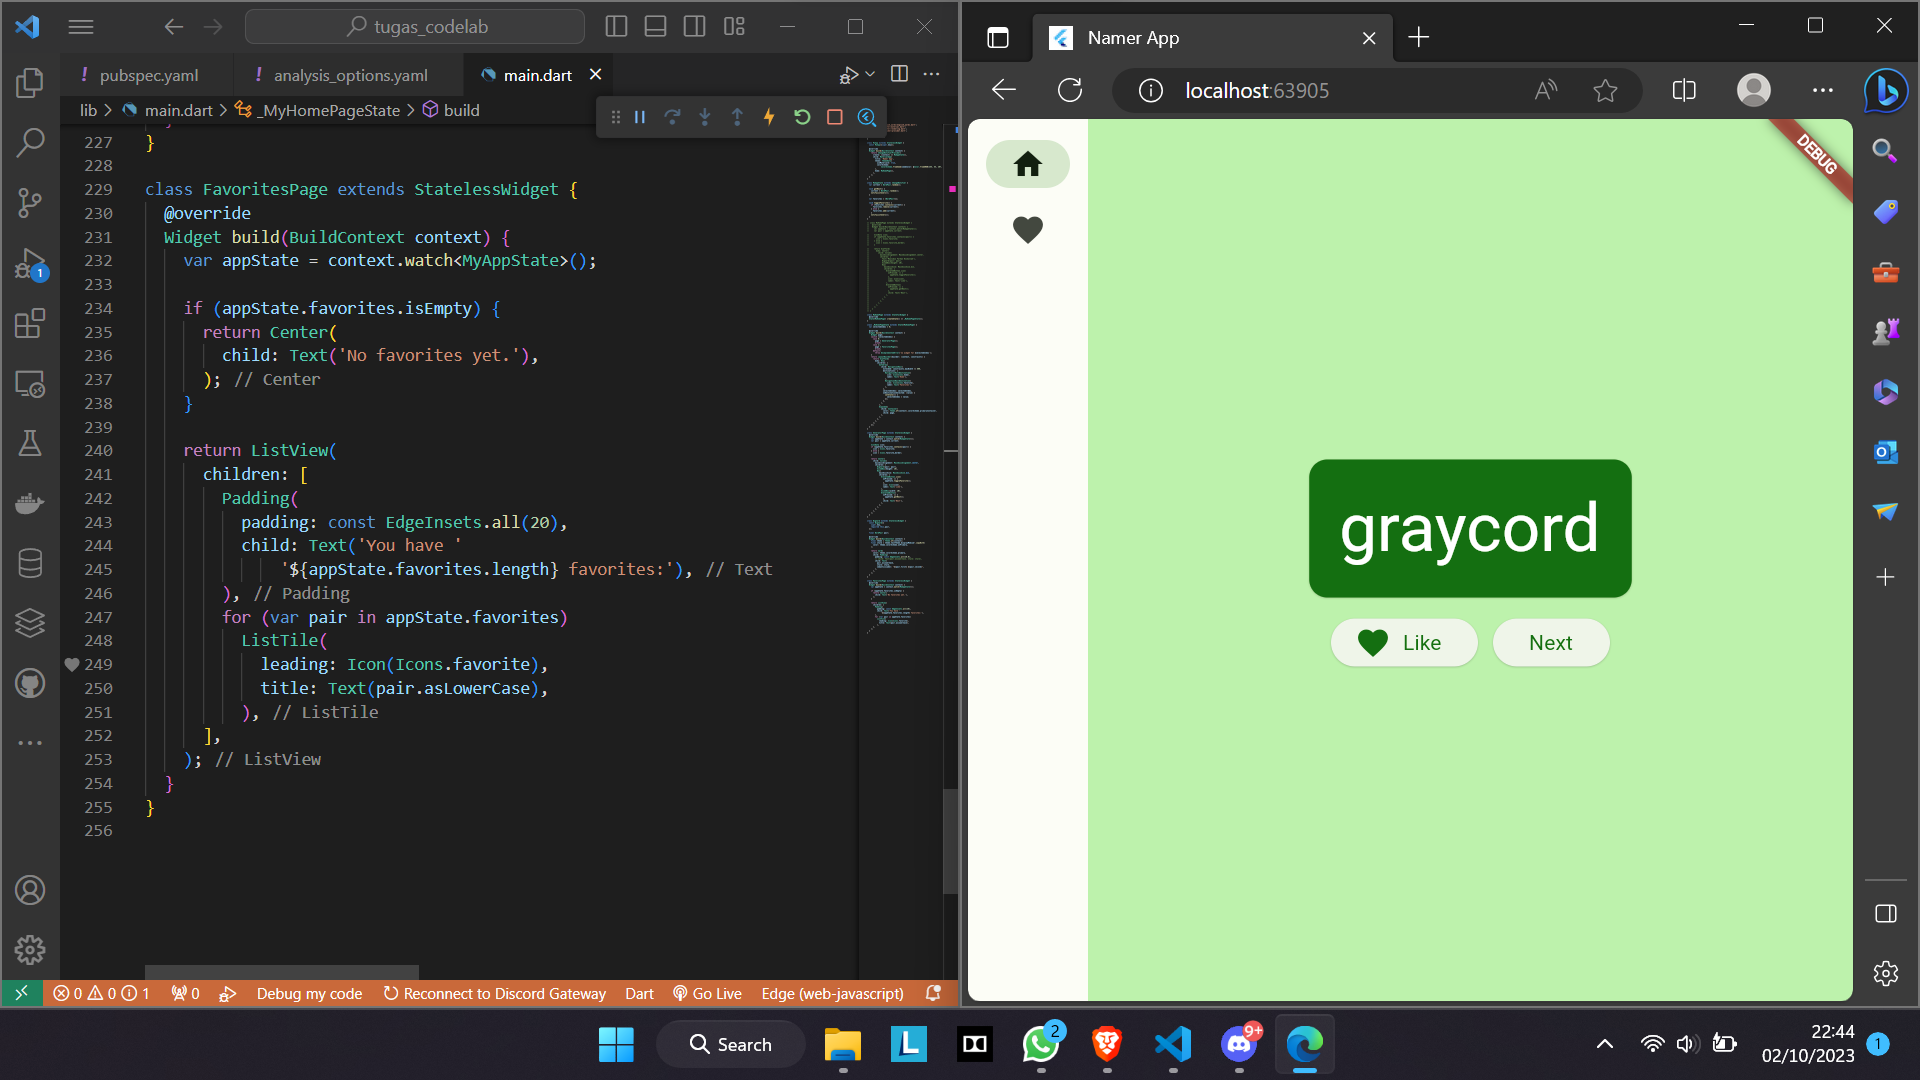 tugas_codelab
! pubspec.yaml
! analysis_options.yaml
main.dart
lib > main.dart > _MyHomePageState > build
227 }
228
229 class FavoritesPage extends StatelessWidget {
230 @override
231 Widget build(BuildContext context) {
232 var appState = context.watch<MyAppState>();
233
234 if (appState.favorites.isEmpty) {
235 return Center(
236 child: Text('No favorites yet.'),
237 ); // Center
238 }
239
240 return ListView(
241 children: [
242 Padding(
243 padding: const EdgeInsets.all(20),
244 child: Text('You have '
245 '${appState.favorites.length} favorites:'), // Text
246 ), // Padding
247 for (var pair in appState.favorites)
248 ListTile(
249 leading: Icon(Icons.favorite),
250 title: Text(pair.asLowerCase),
251 ), // ListTile
252 ],
253 ); // ListView
254 }
255 }
256
1
0 0 1 0 Debug my code Reconnect to Discord Gateway Dart Go Live Edge (web-javascript)
Namer App
localhost:63905
DEBUG
graycord
Like
Next
Search
L
2
9+
22:44
02/10/2023
1